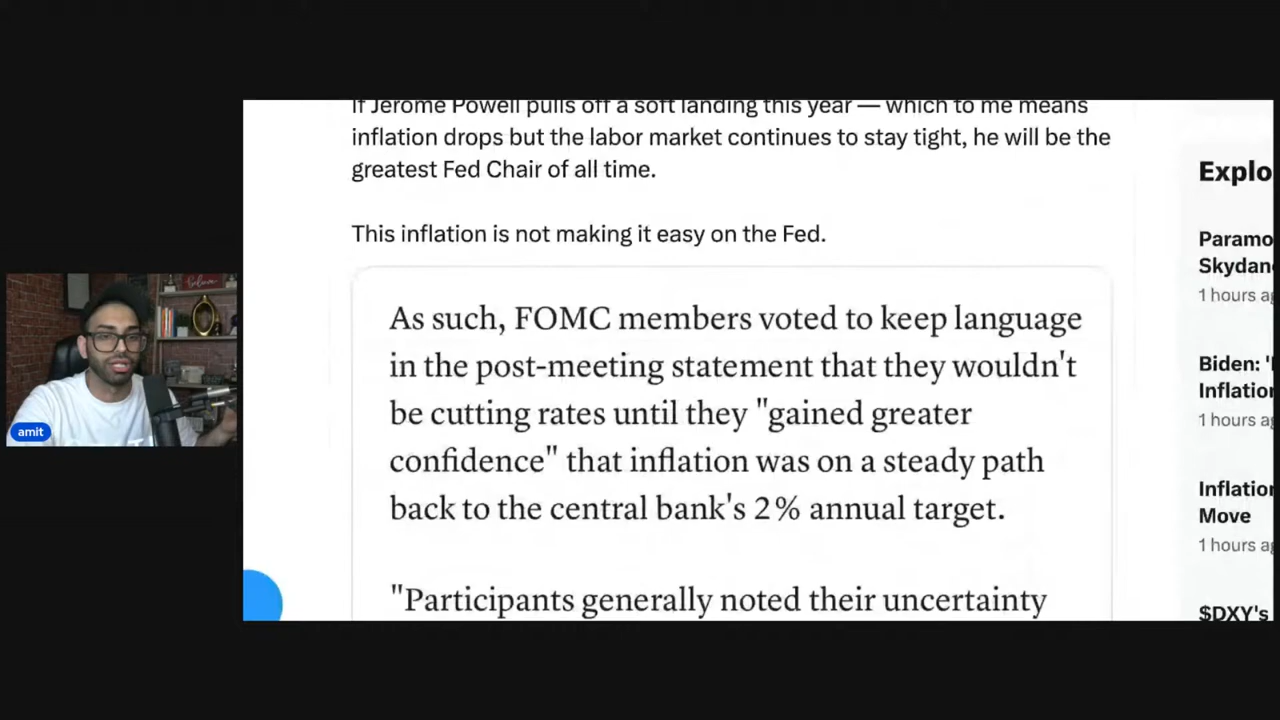 If Jerome Powell pulls off a soft landing this year — which to me means
inflation drops but the labor market continues to stay tight, he will be the
greatest Fed Chair of all time.
This inflation is not making it easy on the Fed.
As such, FOMC members voted to keep language
in the post-meeting statement that they wouldn't
be cutting rates until they "gained greater
confidence" that inflation was on a steady path
back to the central bank's 2% annual target.
"Participants generally noted their uncertainty
Explo
Paramo
Skydan
1 hours a
Biden: '
Inflation
1 hours a
Inflation
Move
1 hours a
$DXY's
amit